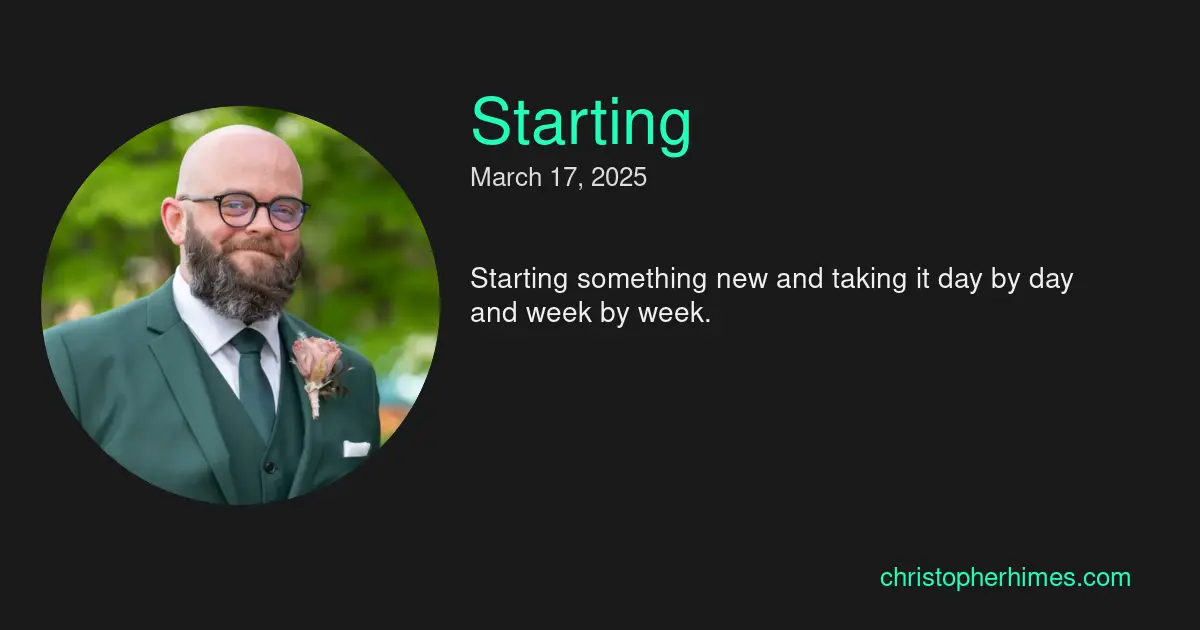 Starting
March 17, 2025
Starting something new and taking it day by day
and week by week.
christopherhimes.com